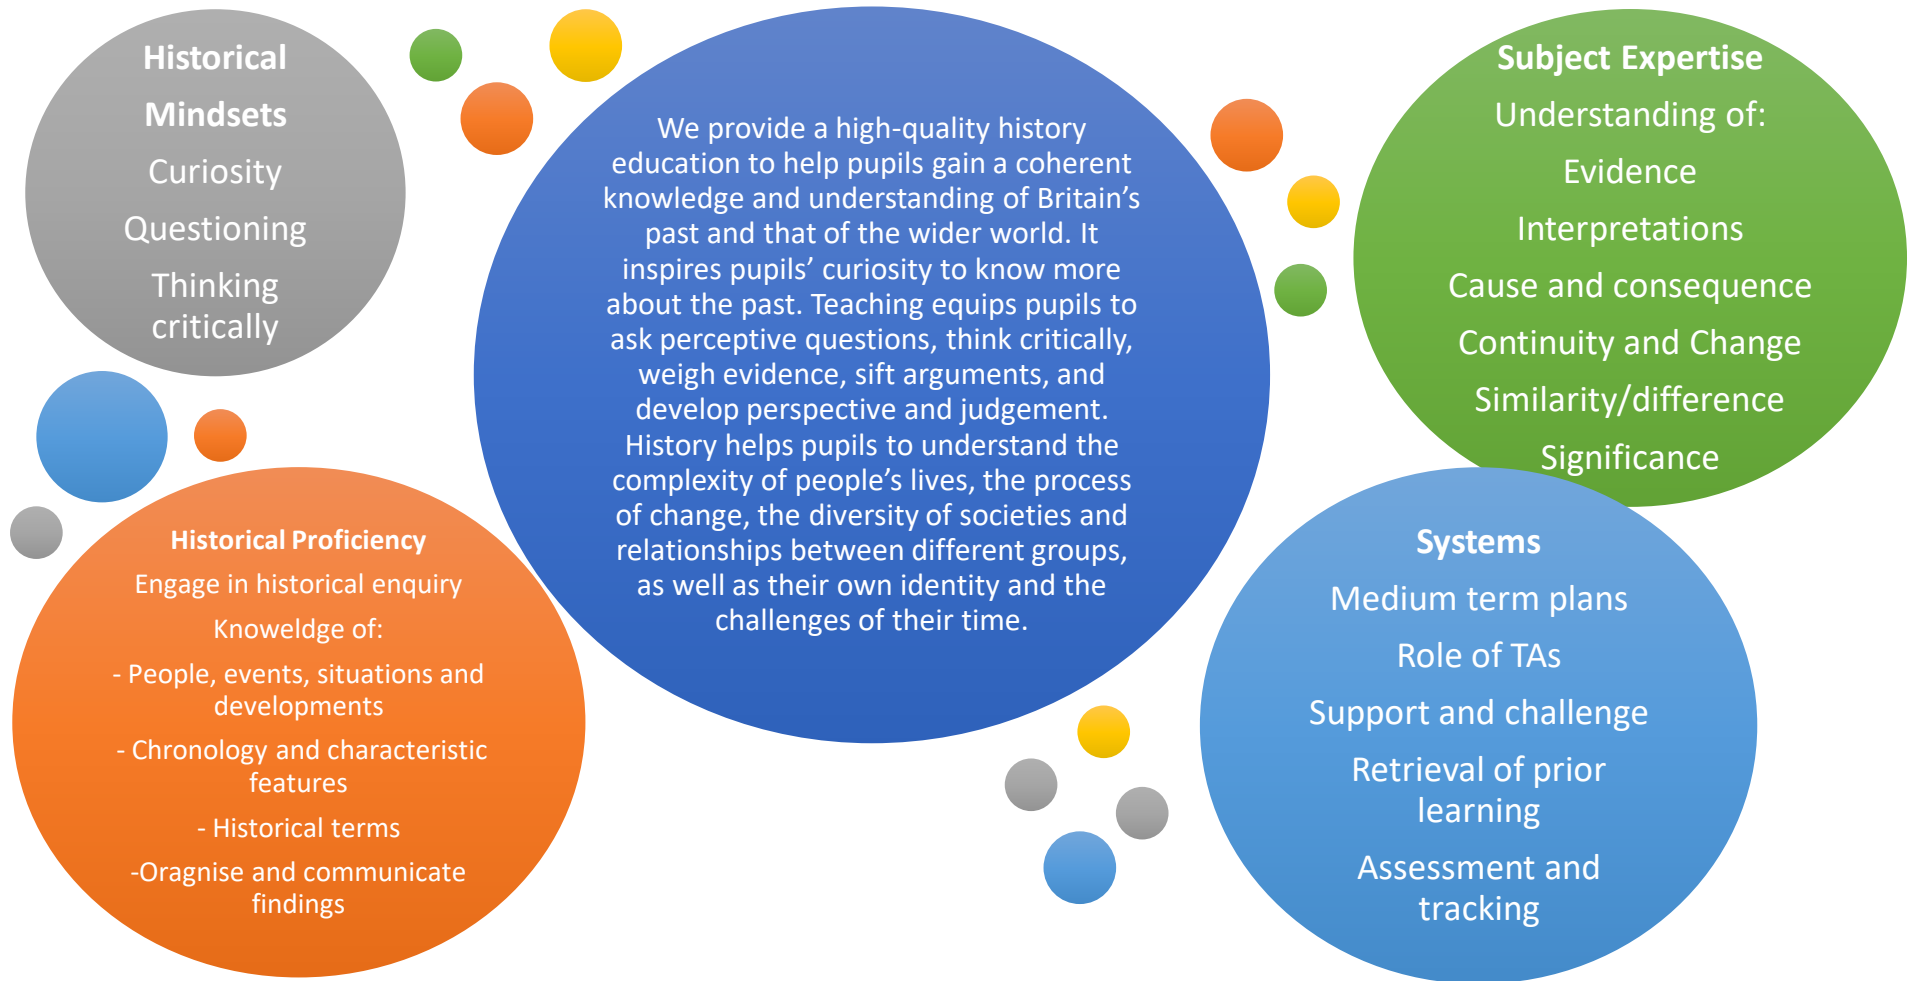 Historical
Mindsets
Curiosity
Questioning
Thinking
critically
We provide a high-quality history
education to help pupils gain a coherent
knowledge and understanding of Britain’s
past and that of the wider world. It
inspires pupils’ curiosity to know more
about the past. Teaching equips pupils to
ask perceptive questions, think critically,
weigh evidence, sift arguments, and
develop perspective and judgement.
History helps pupils to understand the
complexity of people’s lives, the process
of change, the diversity of societies and
relationships between different groups,
as well as their own identity and the
challenges of their time.
Subject Expertise
Understanding of:
Evidence
Interpretations
Cause and consequence
Continuity and Change
Similarity/difference
Significance
Historical Proficiency
Engage in historical enquiry
Knoweldge of:
- People, events, situations and
developments
- Chronology and characteristic
features
- Historical terms
-Oragnise and communicate
findings
Systems
Medium term plans
Role of TAs
Support and challenge
Retrieval of prior
learning
Assessment and
tracking